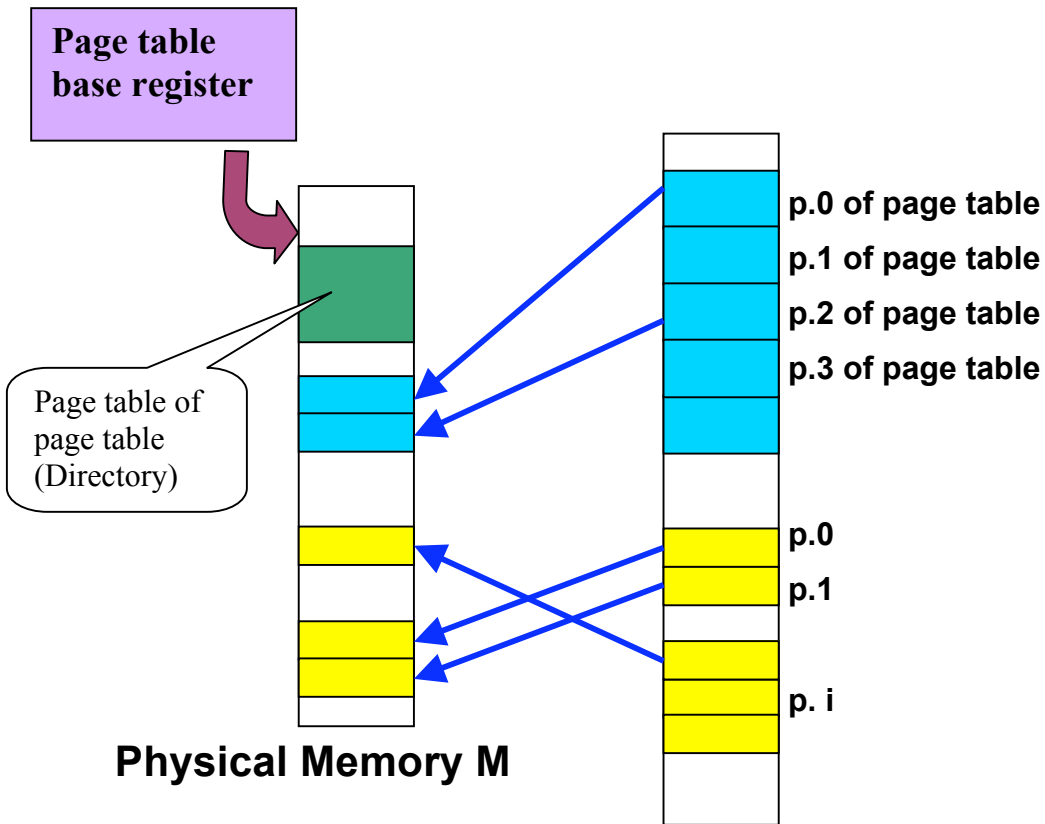 Page table
base register
p.0 of page table
p.1 of page table
p.2 of page table
p.3 of page table
Page table of
page table
(Directory)
p.0
p.1
p. i
Physical Memory M